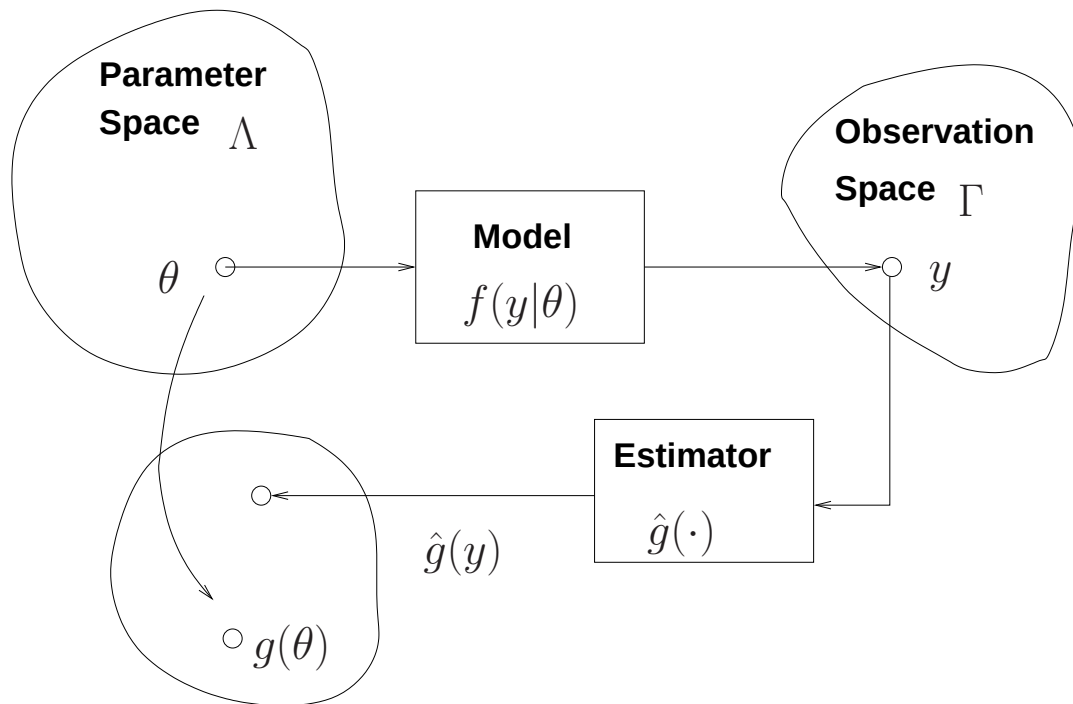 Parameter
Space Λ
Observation
Space Γ
Model
f(y|θ)
θ
y
Estimator
ĝ(·)
ĝ(y)
g(θ)